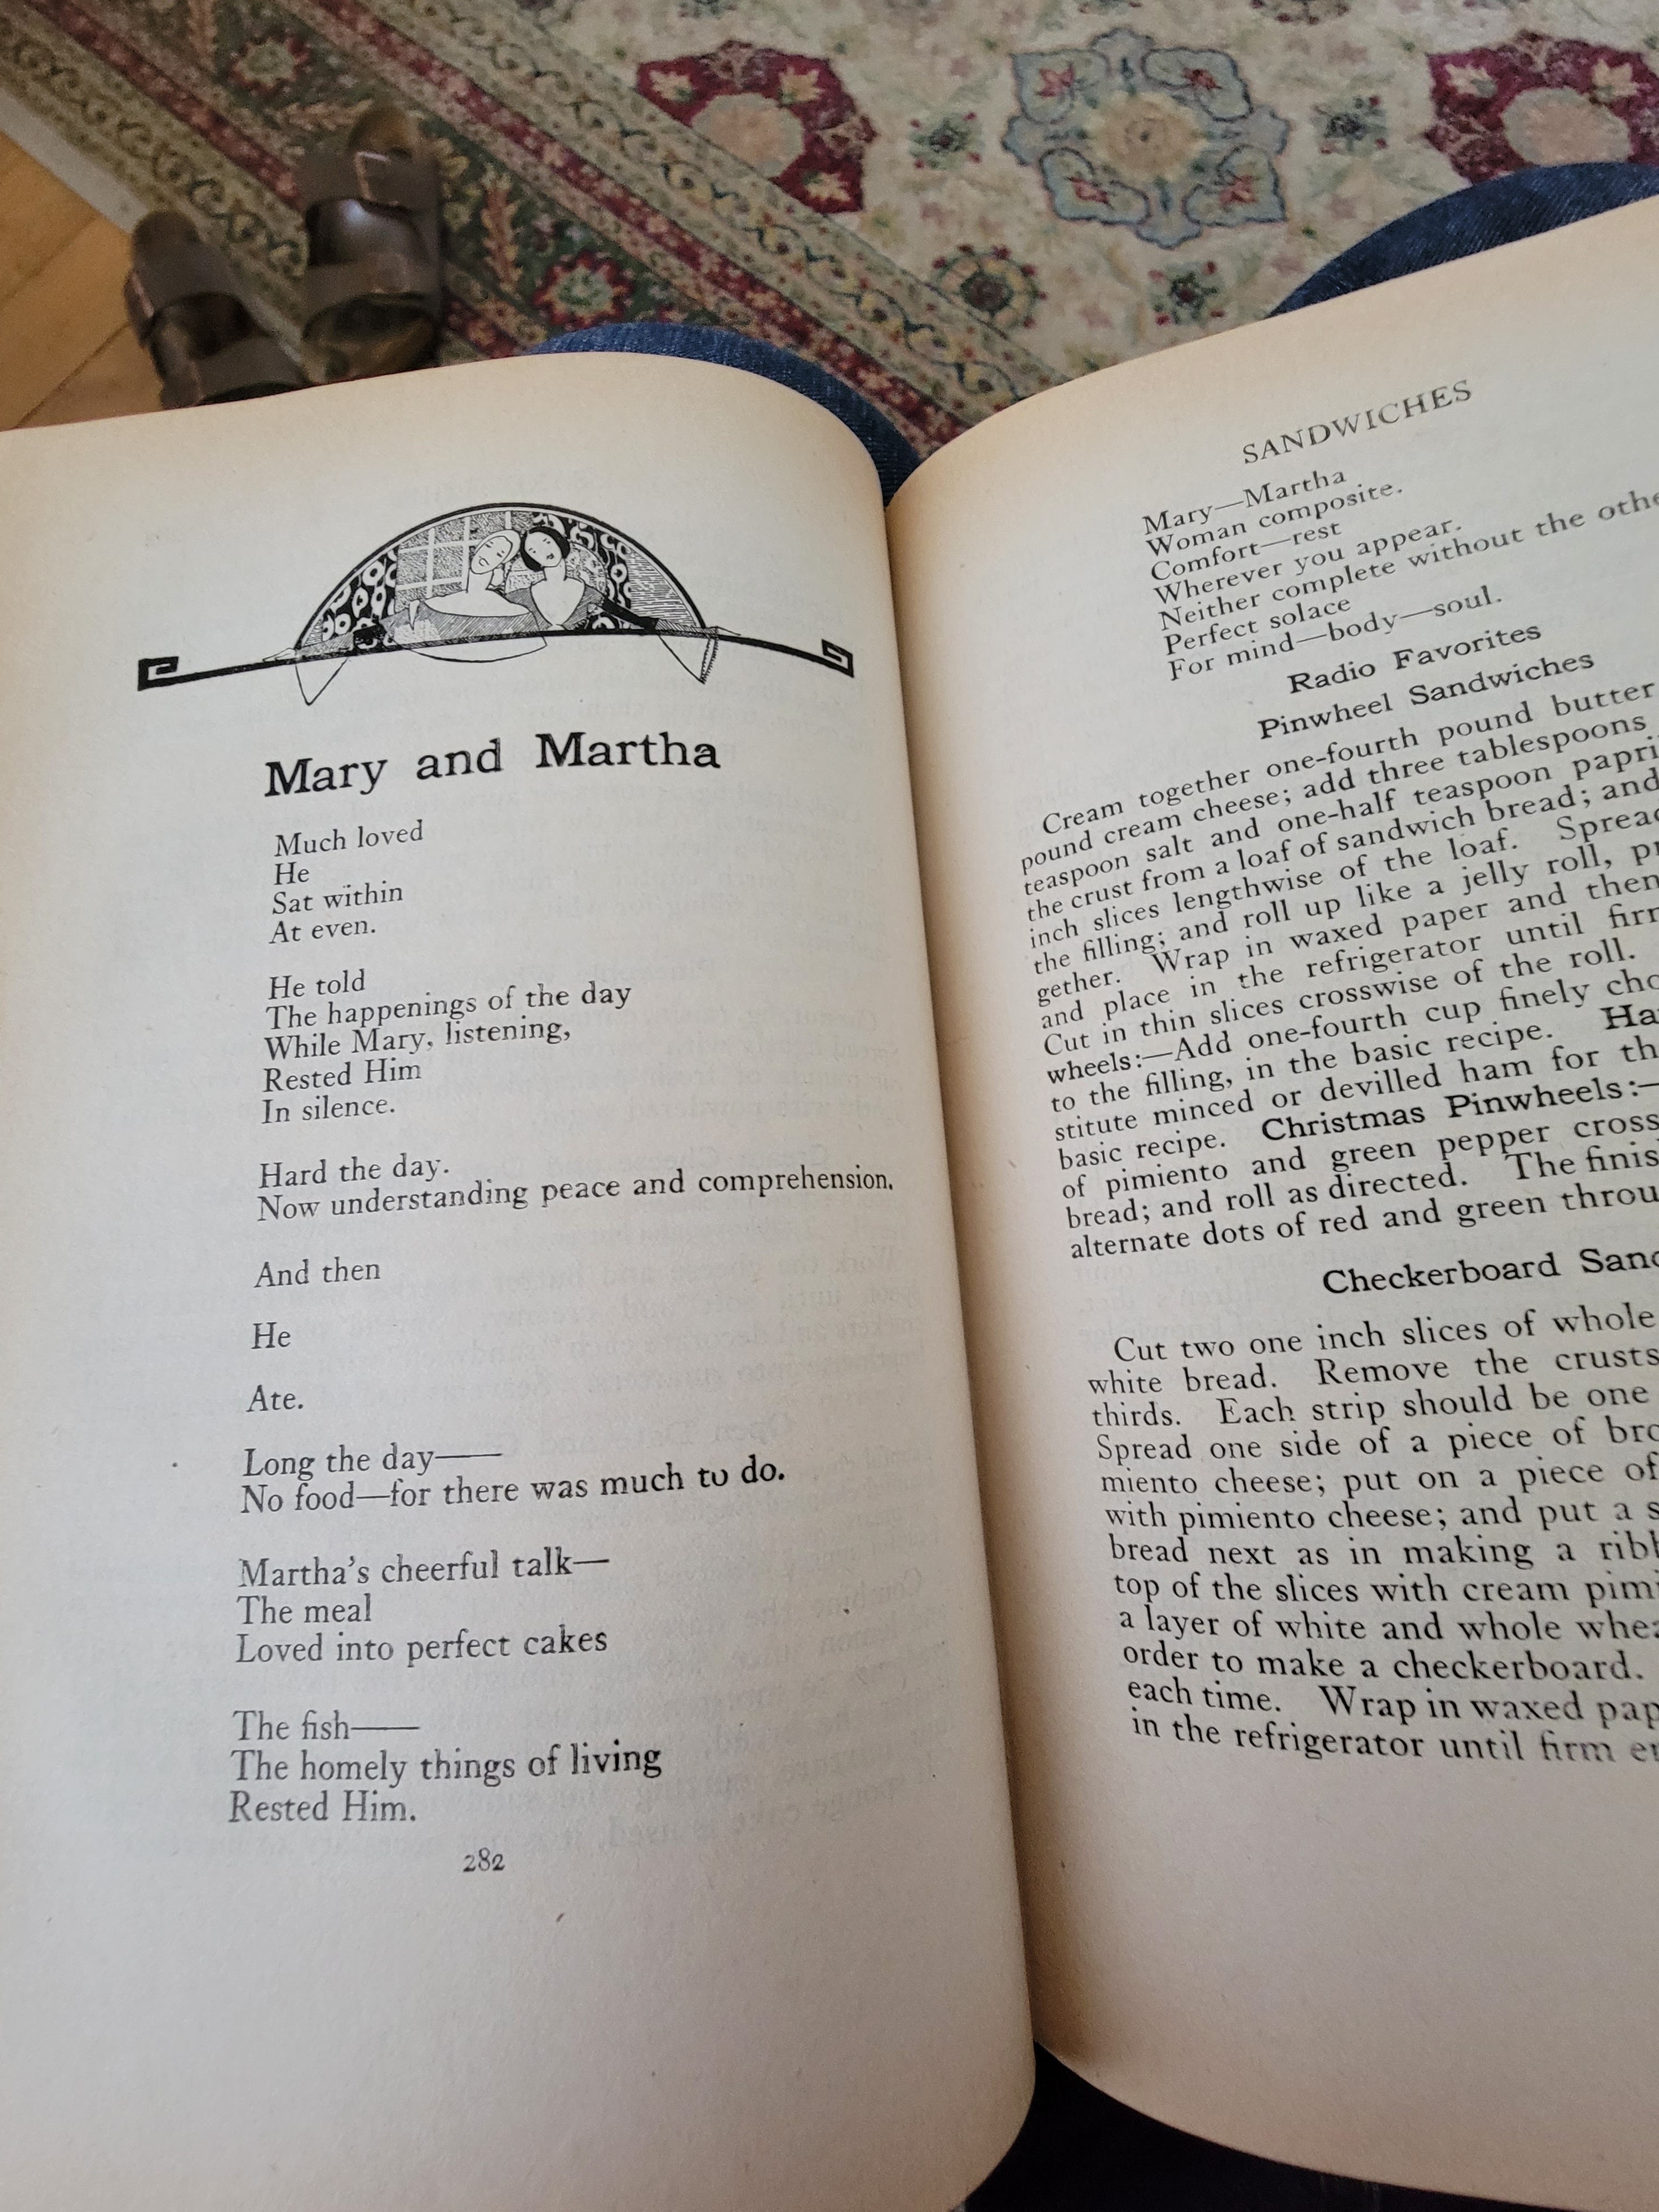 Mary and Martha
Much loved
He
Sat within
At even.
He told
The happenings of the day
While Mary, listening,
Rested Him
In silence.
Hard the day.
Now understanding peace and comprehension.
And then
He
Ate.
Long the day——
No food—for there was much to do.
Martha's cheerful talk—
The meal
Loved into perfect cakes
The fish——
The homely things of living
Rested Him.
282
SANDWICHES
Mary—Martha
Woman composite.
Comfort—rest
Wherever you appear.
Neither complete without the
Perfect solace
For mind—body—soul.
Radio Favorites
Pinwheel Sandwiches
Cream together one-fourth pound butter
pound cream cheese; add three tablespoons
teaspoon salt and one-half teaspoon
the crust from a loaf of sandwich bread; and
inch slices lengthwise of the loaf.
the filling; and roll up like a jelly roll,
gether. Wrap in waxed paper and then
and place in the refrigerator until
Cut in thin slices crosswise of the roll.
wheels:—Add one-fourth cup finely
to the filling, in the basic recipe.
stitute minced or devilled ham for
basic recipe. Christmas Pinwheels:—
of pimiento and green pepper
bread; and roll as directed. The
alternate dots of red and green
Checkerboard
Cut two one inch slices of whole
white bread. Remove the crusts
thirds. Each strip should be one
Spread one side of a piece of
miento cheese; put on a piece of
with pimiento cheese; and put a
bread next as in making a
top of the slices with cream
a layer of white and whole
order to make a checkerboard.
each time. Wrap in waxed
in the refrigerator until firm